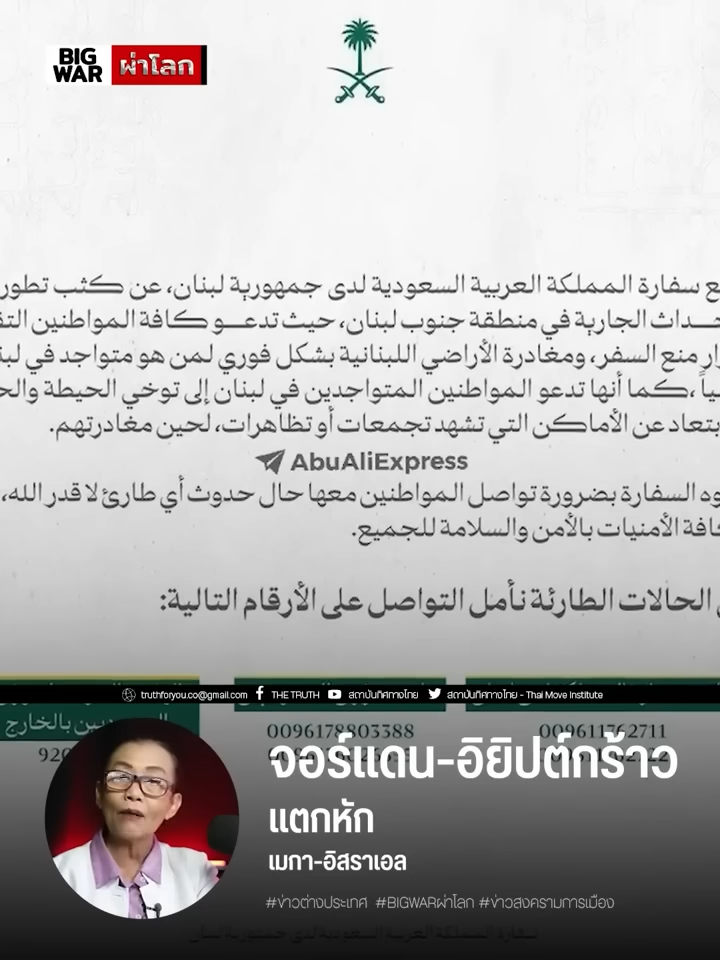 BIG
WAR
ผ่าโลก
ع سفارة المملكة العربية السعودية لدى جمهورية لبنان، عن كثب تطور
ـداث الجارية في منطقة جنوب لبنان، حيث تدعـو كافة المواطنين التق
رار منع السفر، ومغادرة الأراضي اللبنانية بشكل فوري لمن هو متواجد في لبن
ياً، كما أنها تدعو المواطنين المتواجدين في لبنان إلى توخي الحيطة والح
بتعاد عن الأماكن التي تشهد تجمعات أو تظاهرات، لحين مغادرتهم.
AbuAliExpress
وه السفارة بضرورة تواصل المواطنين معها حال حدوث أي طارئ لا قدر الله،
كافة الأمنيات بالأمن والسلامة للجميع.
الحالات الطارئة نأمل التواصل على الأرقام التالية:
truthforyou.co@gmail.com THE TRUTH สถาบันทิศทางไทย สถาบันทิศทางไทย - Thai Move Institute
بالخارج
0096178803388
009611762711
920
จอร์แดน-อียิปต์กร้าว
แตกหัก
เมกา-อิสราเอล
#ข่าวต่างประเทศ #BIGWARผ่าโลก #ข่าวสงครามการเมือง